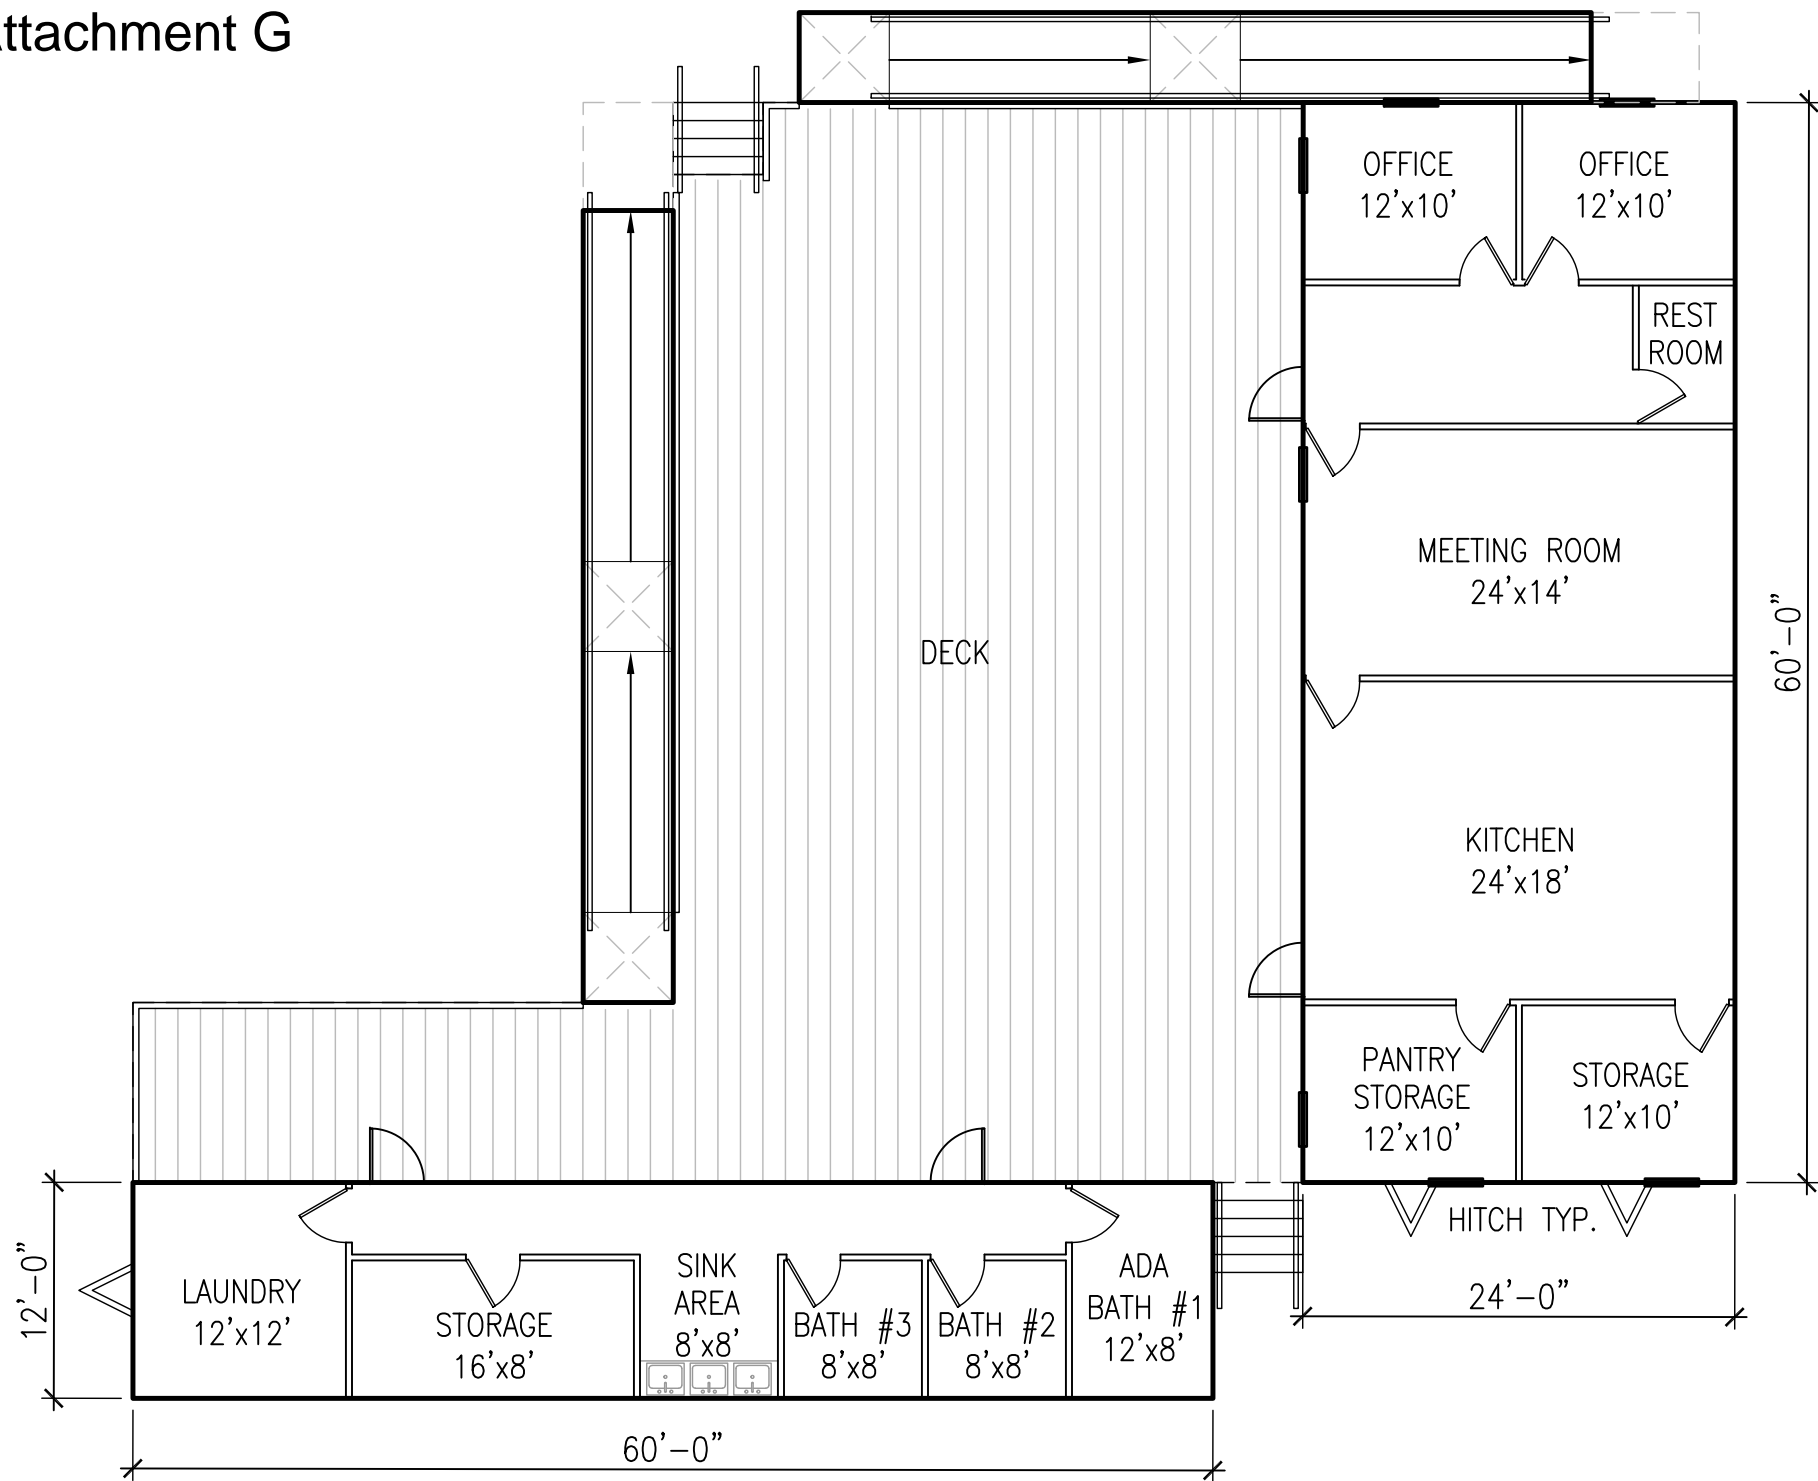 ttachment G
OFFICE
12'x10'
OFFICE
12'x10'
REST
ROOM
MEETING ROOM
24'x14'
DECK
60'-0"
KITCHEN
24'x18'
PANTRY
STORAGE
12'x10'
STORAGE
12'x10'
HITCH TYP.
24'-0"
12'-0"
LAUNDRY
12'x12'
STORAGE
16'x8'
SINK
AREA
8'x8'
BATH #3
8'x8'
BATH #2
8'x8'
ADA
BATH #1
12'x8'
60'-0"